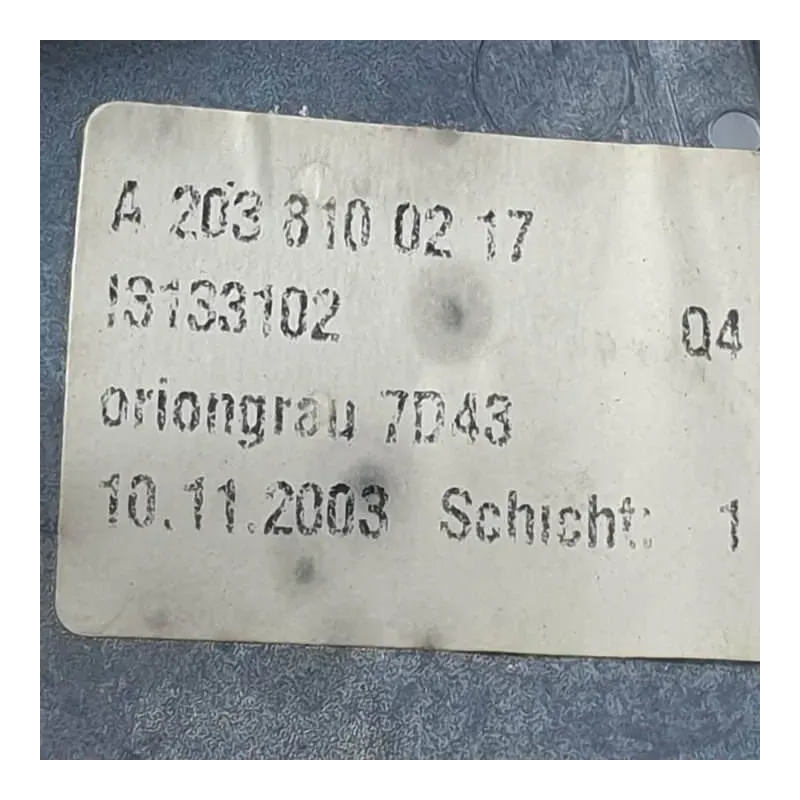 A 203 810 02 17
I3133102 Q4
oriongrau 7D43
10.11.2003 Schicht: 1